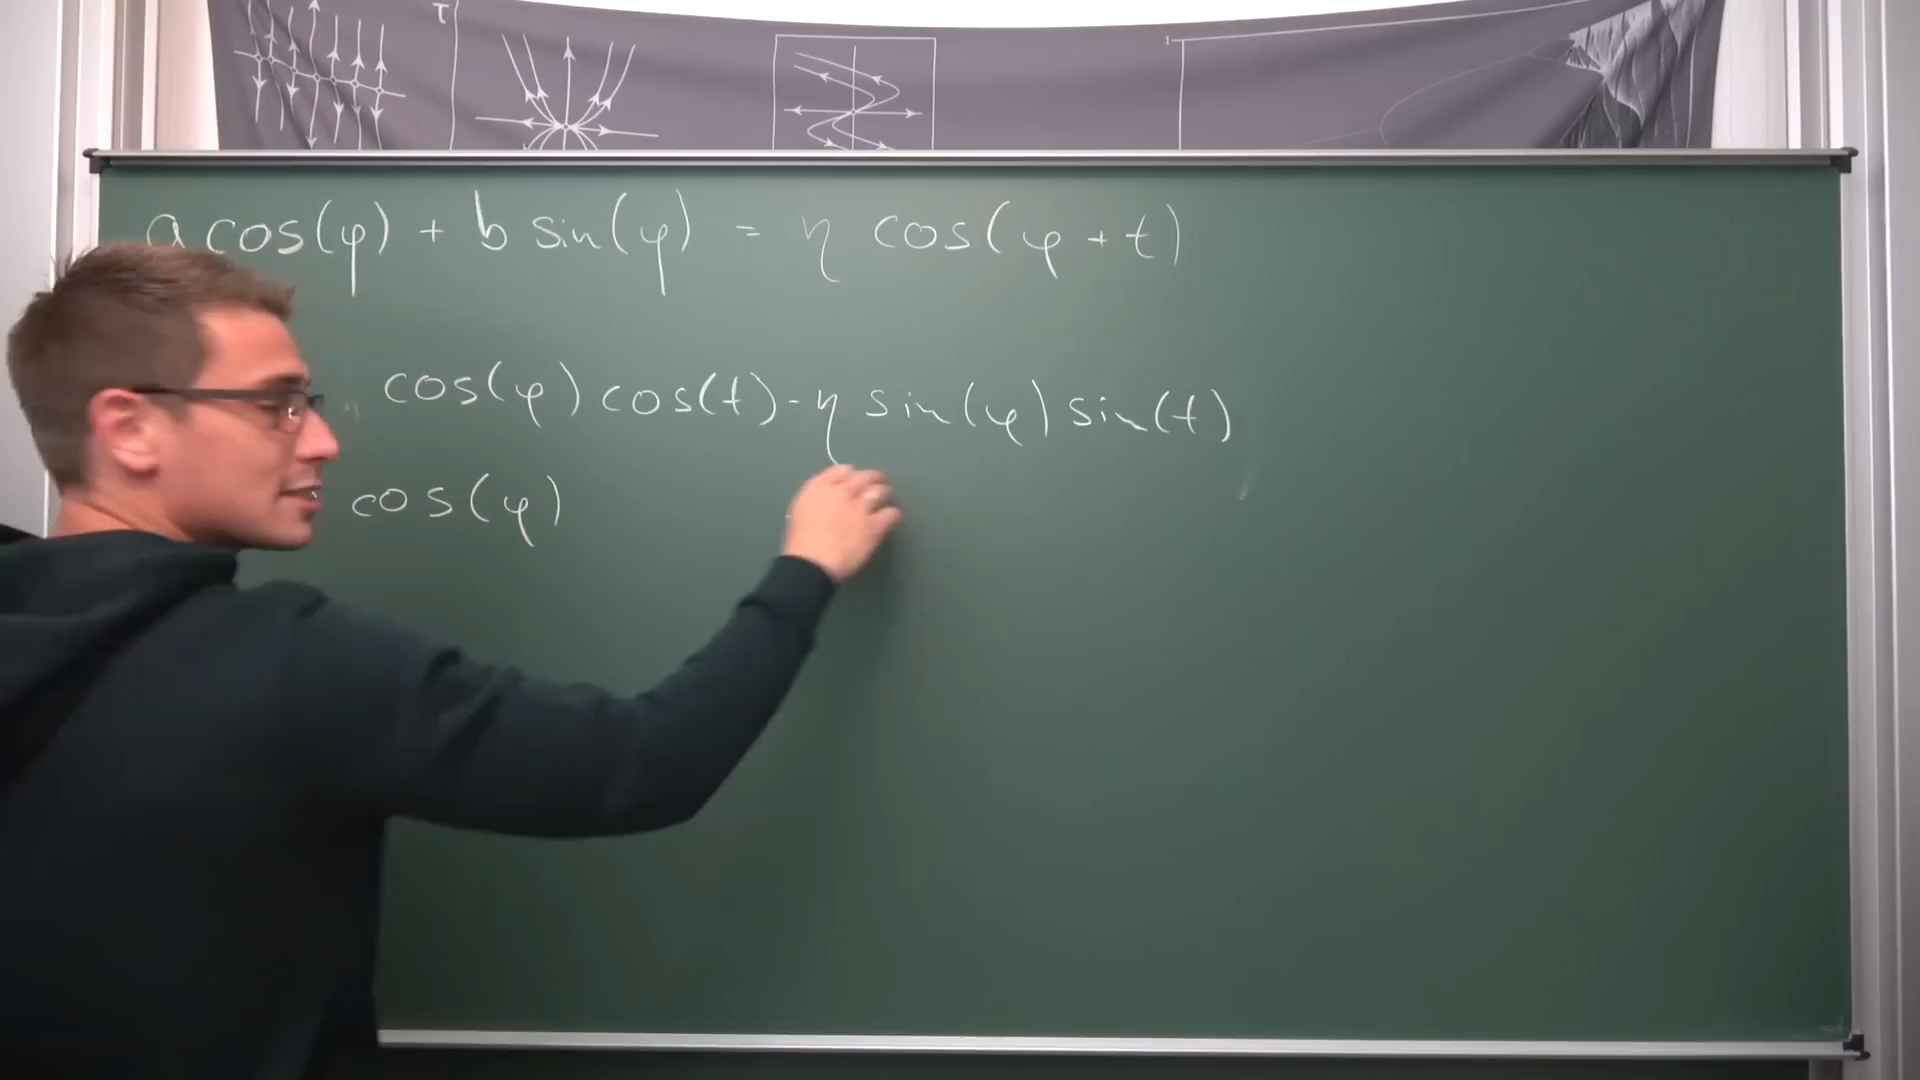 τ
a cos(φ) + b sin(φ) = η cos(φ + t)
cos(φ) cos(t) - η sin(φ) sin(t)
cos(φ)